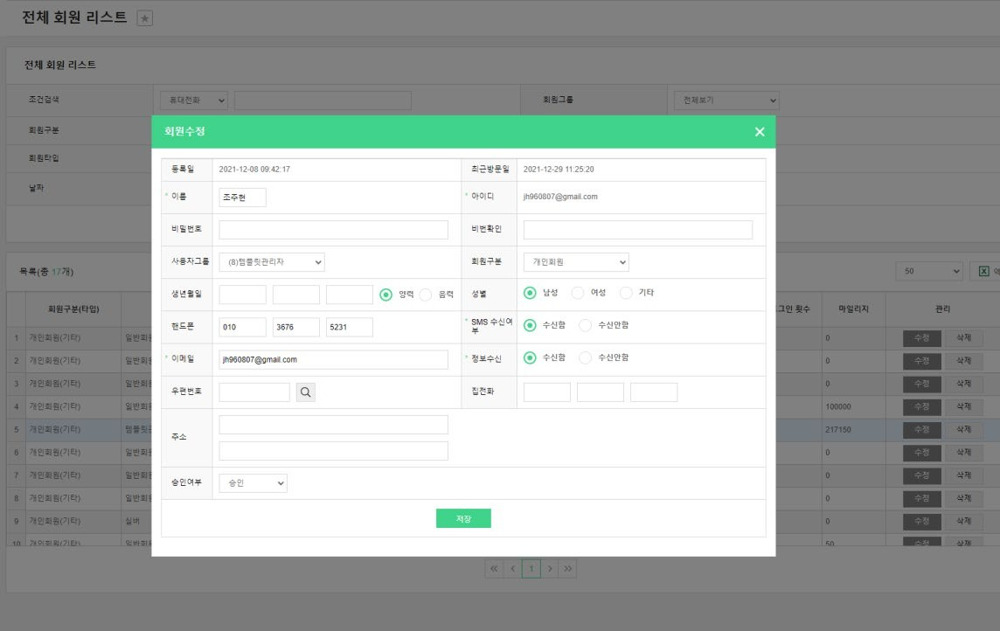 전체 회원 리스트 ★
전체 회원 리스트
조건검색 휴대전화 회원그룹 전체보기
회원구분
회원타입
날짜
회원수정 ×
등록일 2021-12-08 09:42:17 최근방문일 2021-12-29 11:25:20
* 이름 조주현 * 아이디 jh960807@gmail.com
비밀번호 비번확인
사용자그룹 (8)템플릿관리자 회원구분 개인회원
생년월일 양력 음력 성별 남성 여성 기타
핸드폰 010 3676 5231 * SMS 수신여부 수신함 수신안함
* 이메일 jh960807@gmail.com * 정보수신 수신함 수신안함
우편번호 집전화
주소
승인여부 승인
저장
목록(총 17개) 50
회원구분(타입) 그인 횟수 마일리지 관리
1 개인회원(기타) 일반회 0 수정 삭제
2 개인회원(기타) 일반회 0 수정 삭제
3 개인회원(기타) 일반회 0 수정 삭제
4 개인회원(기타) 일반회 100000 수정 삭제
5 개인회원(기타) 템플릿 217150 수정 삭제
6 개인회원(기타) 일반회 0 수정 삭제
7 개인회원(기타) 일반회 0 수정 삭제
8 개인회원(기타) 일반회 0 수정 삭제
9 개인회원(기타) 실버 0 수정 삭제
10 개인회원(기타) 일반회 50 수정 삭제
« ‹ 1 › »